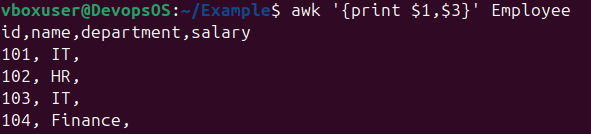 vboxuser@DevopsOS:~/Example$ awk '{print $1,$3}' Employee
id,name,department,salary
101, IT,
102, HR,
103, IT,
104, Finance,